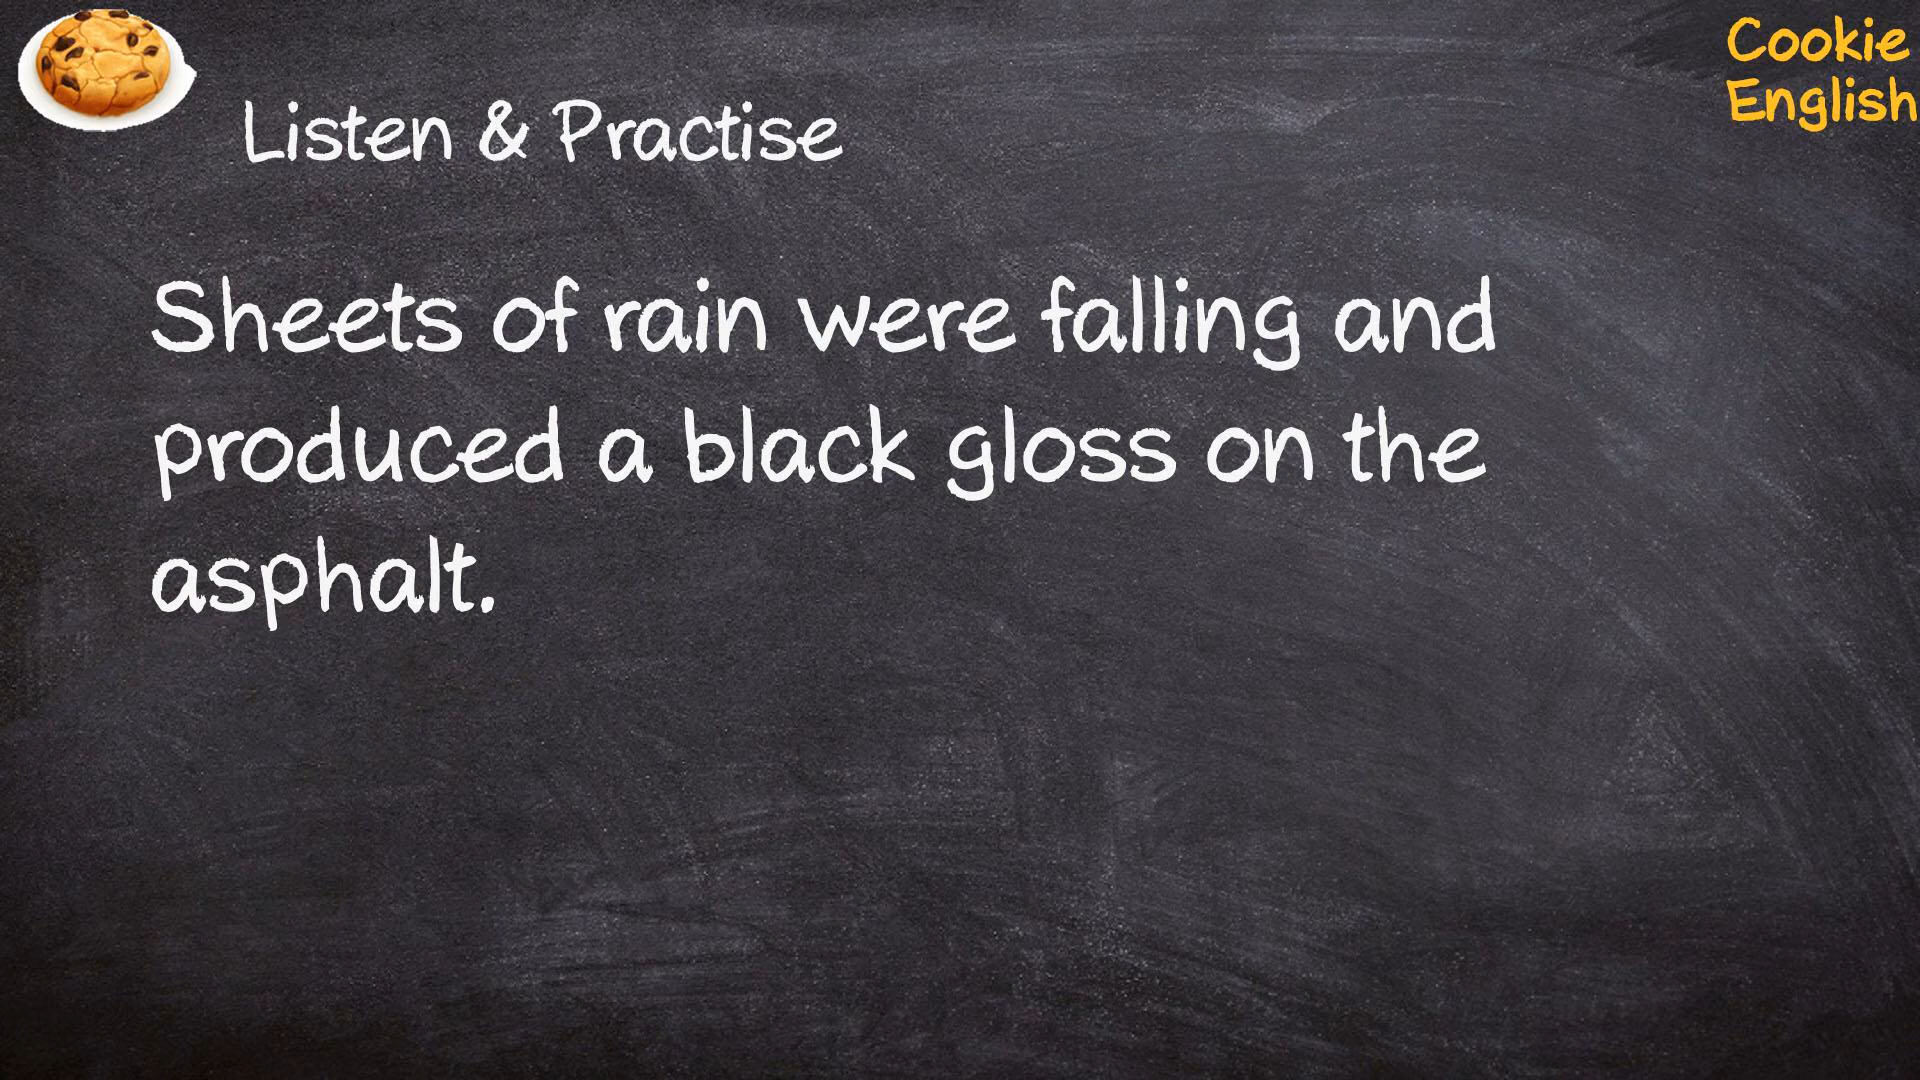 Cookie
English
Listen & Practise
Sheets of rain were falling and
produced a black gloss on the
asphalt.